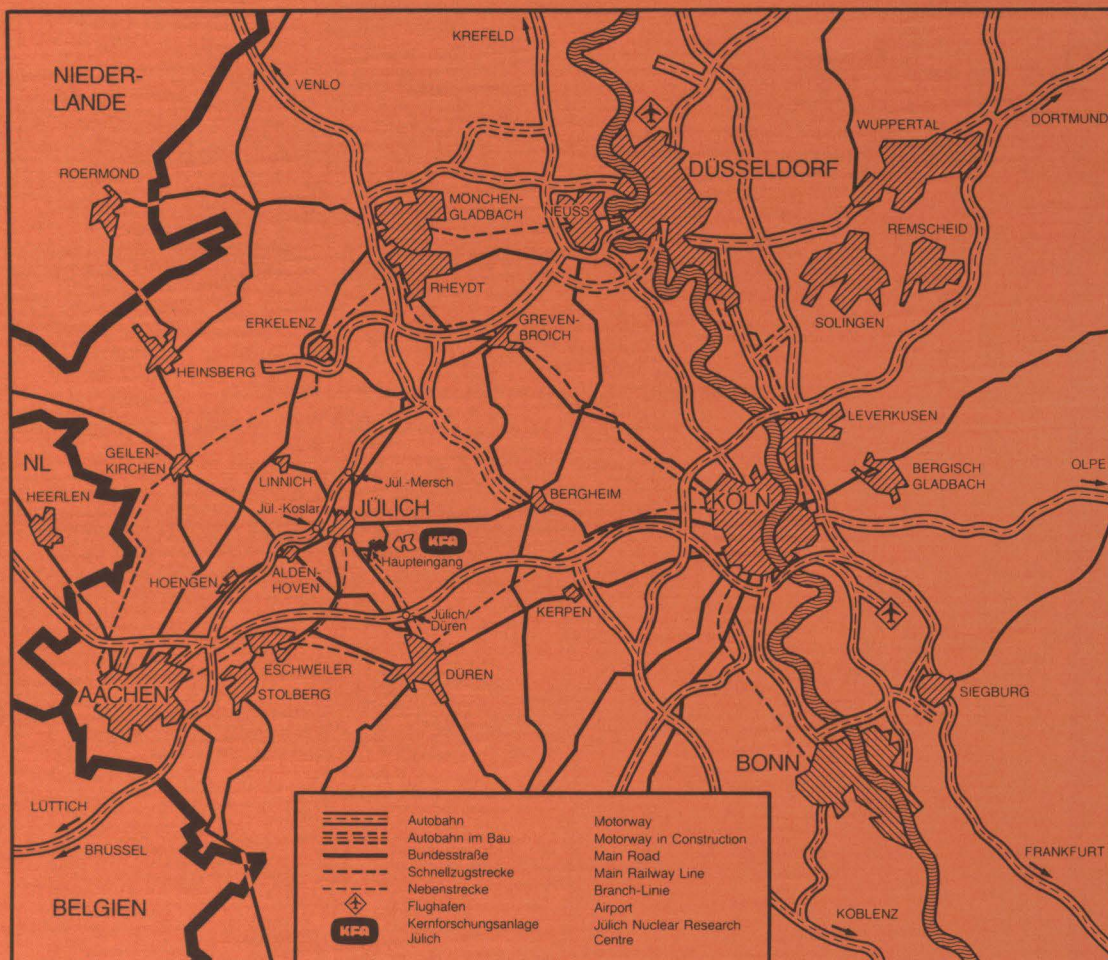 KREFELD
NIEDER-
LANDE
VENLO
DORTMUND
WUPPERTAL
DÜSSELDORF
ROERMOND
MÖNCHEN-
GLADBACH
NEUSS
REMSCHEID
RHEYDT
SOLINGEN
ERKELENZ
GREVEN-
BROICH
HEINSBERG
LEVERKUSEN
NL
GEILEN-
KIRCHEN
LINNICH
Jül.-Mersch
BERGISCH
GLADBACH
OLPE
HEERLEN
BERGHEIM
KÖLN
Jül.-Koslar
JÜLICH
KFA
Haupteingang
HOENGEN
ALDEN-
HOVEN
KERPEN
Jülich/
Düren
ESCHWEILER
DÜREN
AACHEN
STOLBERG
SIEGBURG
BONN
LÜTTICH
BRÜSSEL
FRANKFURT
BELGIEN
KOBLENZ
Autobahn Motorway
Autobahn im Bau Motorway in Construction
Bundesstraße Main Road
Schnellzugstrecke Main Railway Line
Nebenstrecke Branch-Linie
Flughafen Airport
KFA Kernforschungsanlage Jülich Nuclear Research
Jülich Centre